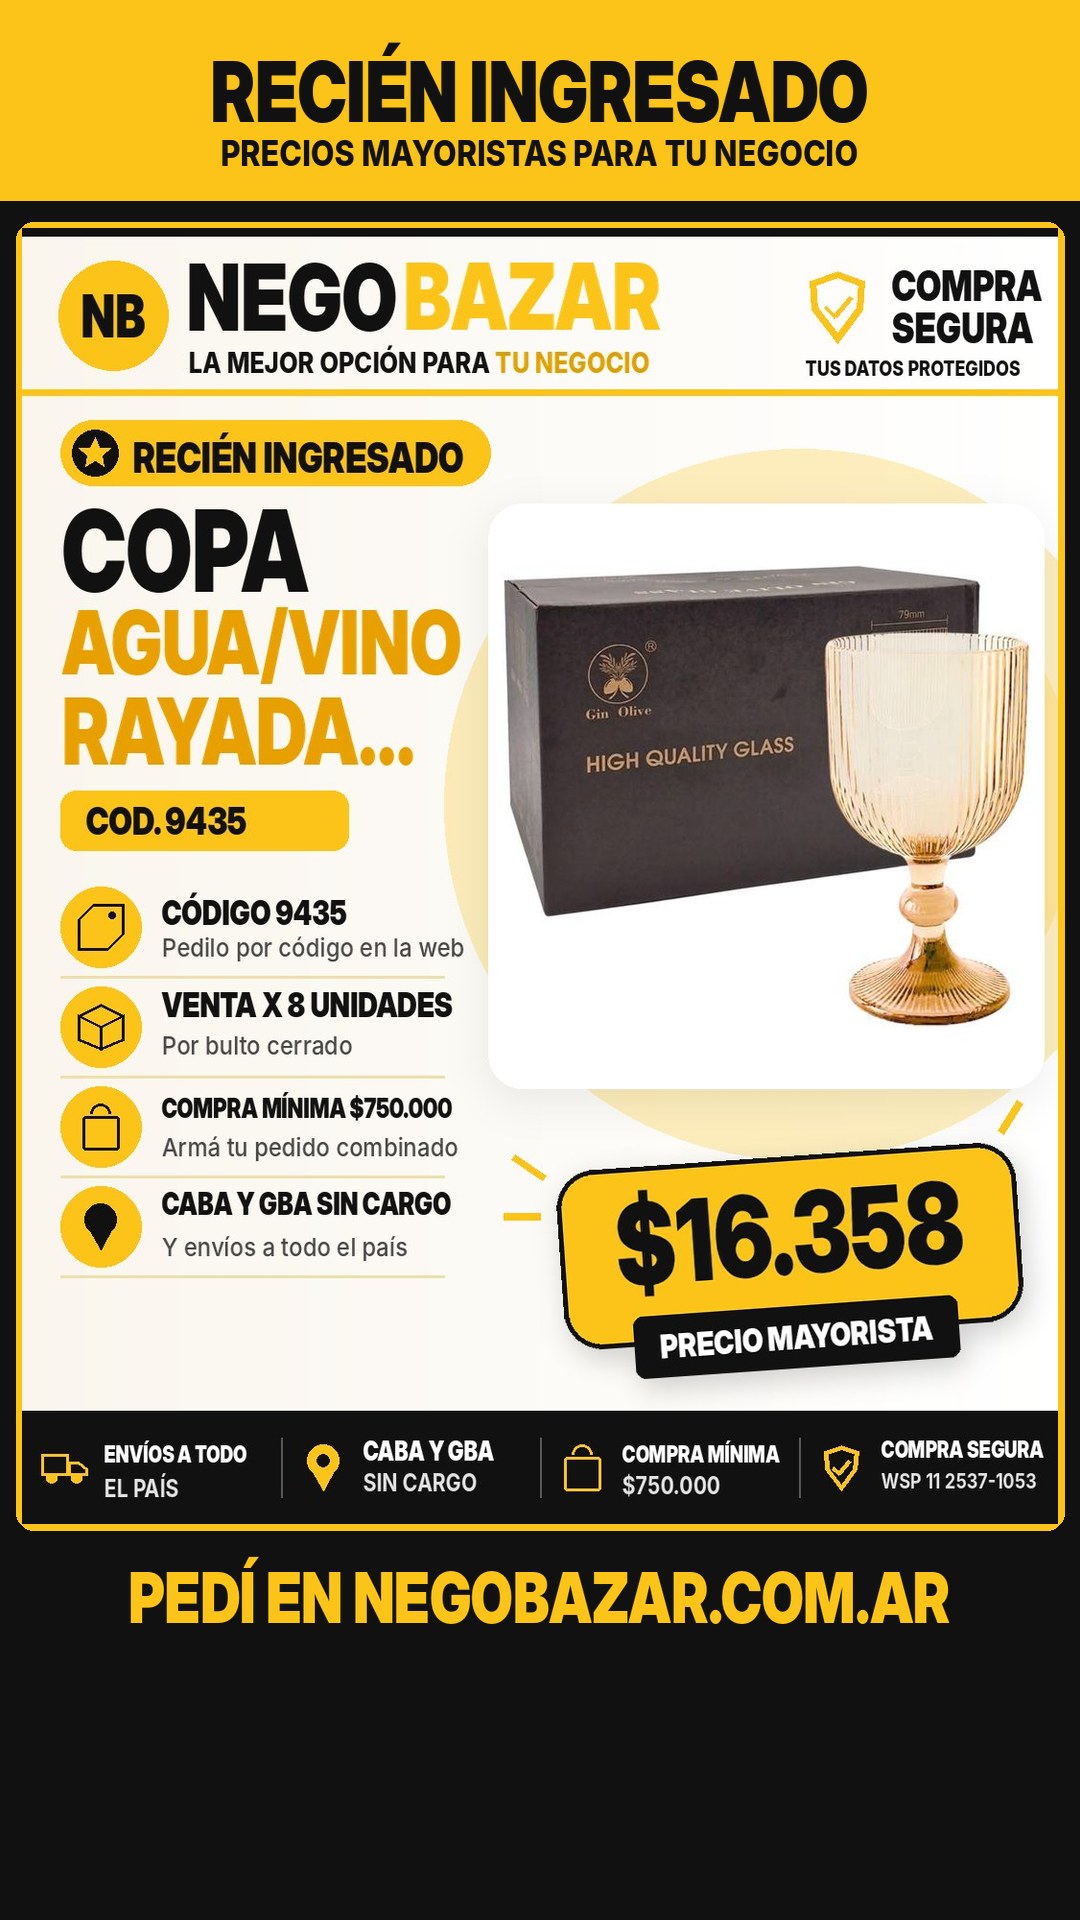 RECIÉN INGRESADO
PRECIOS MAYORISTAS PARA TU NEGOCIO
NB
NEGOBAZAR
LA MEJOR OPCIÓN PARA TU NEGOCIO
COMPRA
SEGURA
TUS DATOS PROTEGIDOS
RECIÉN INGRESADO
COPA
AGUA/VINO
RAYADA...
COD. 9435
CÓDIGO 9435
Pedilo por código en la web
VENTA X 8 UNIDADES
Por bulto cerrado
COMPRA MÍNIMA $750.000
Armá tu pedido combinado
CABA Y GBA SIN CARGO
Y envíos a todo el país
79mm
®
Gin Olive
HIGH QUALITY GLASS
$16.358
PRECIO MAYORISTA
ENVÍOS A TODO
EL PAÍS
CABA Y GBA
SIN CARGO
COMPRA MÍNIMA
$750.000
COMPRA SEGURA
WSP 11 2537-1053
PEDÍ EN NEGOBAZAR.COM.AR